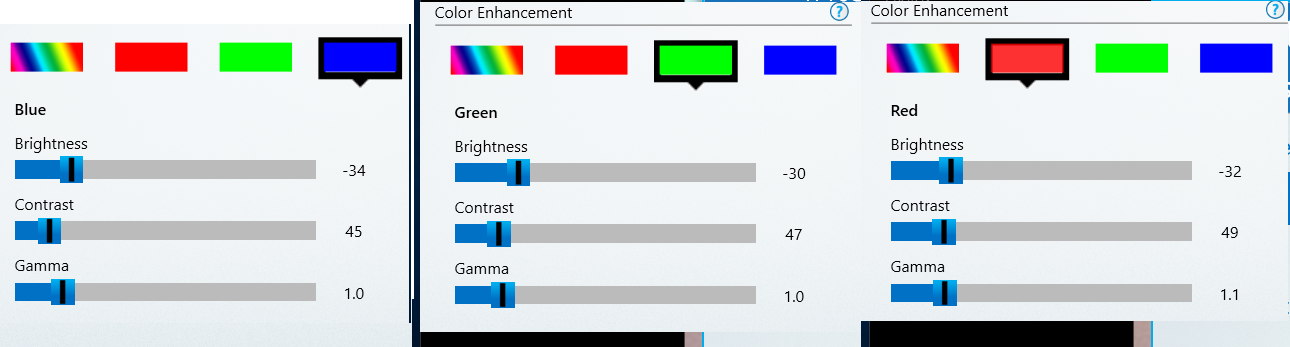 Blue
Brightness
-34
Contrast
45
Gamma
1.0
Color Enhancement
?
Green
Brightness
-30
Contrast
47
Gamma
1.0
Color Enhancement
?
Red
Brightness
-32
Contrast
49
Gamma
1.1